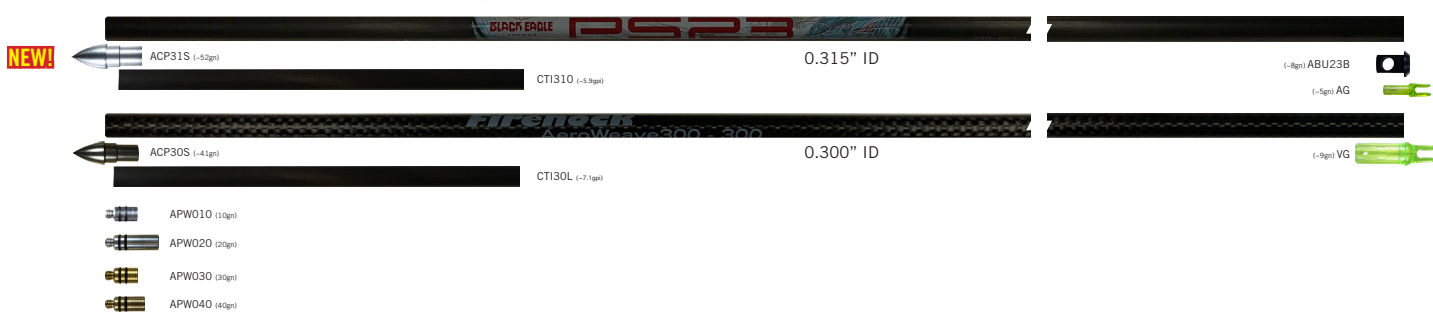 BLACK EAGLE PS23
NEW!
ACP31S (~52gn)
0.315” ID
(~8gn) ABU23B
CTI310 (~5.9gpi)
(~5gn) AG
Firenock
AeroWeave300 - 300
ACP30S (~41gn)
0.300” ID
(~9gn) VG
CTI30L (~7.1gpi)
APW010 (10gn)
APW020 (20gn)
APW030 (30gn)
APW040 (40gn)